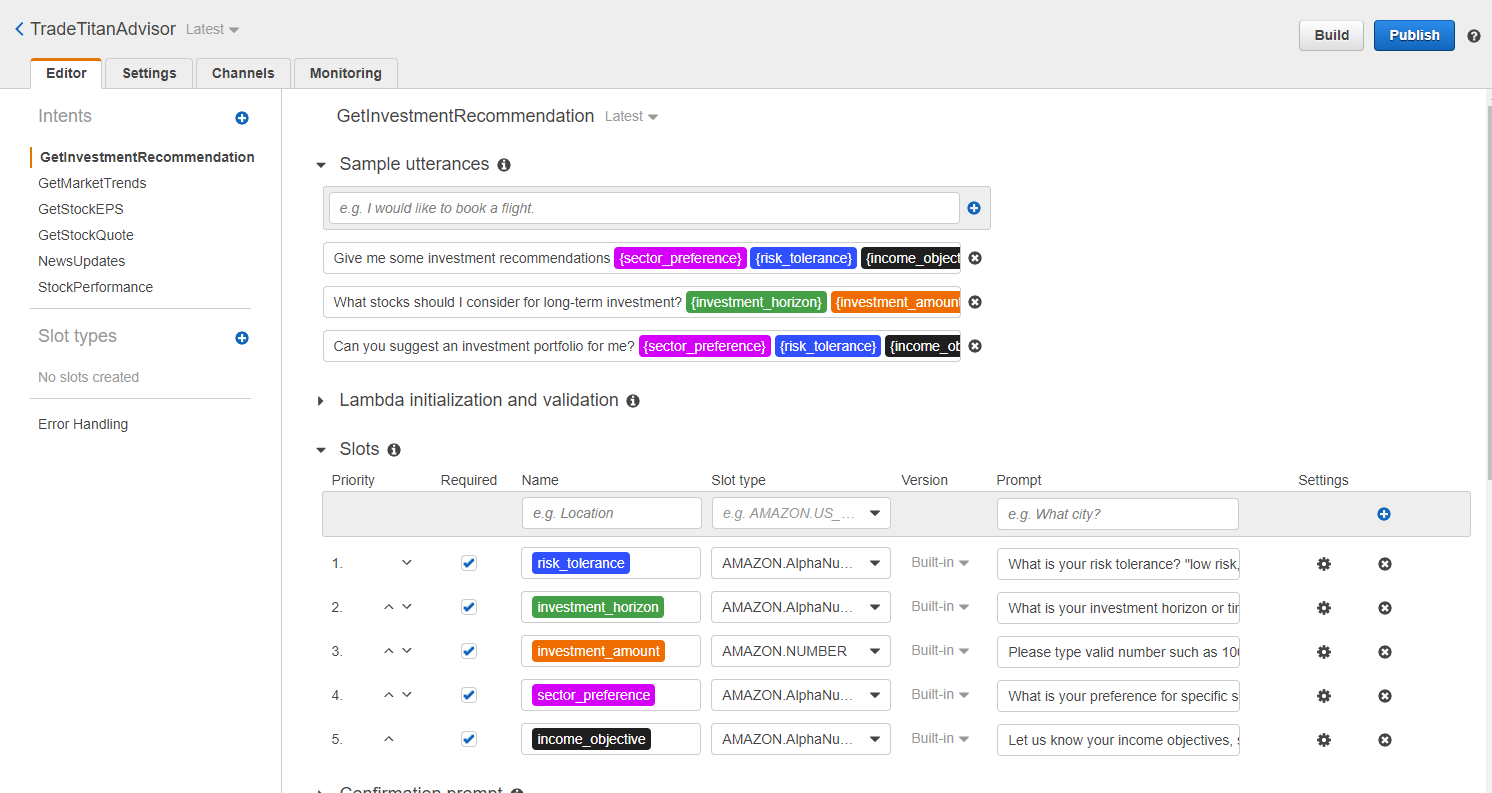 TradeTitanAdvisor Latest
Build Publish
Editor Settings Channels Monitoring
Intents
GetInvestmentRecommendation
GetMarketTrends
GetStockEPS
GetStockQuote
NewsUpdates
StockPerformance
Slot types
No slots created
Error Handling
GetInvestmentRecommendation Latest
Sample utterances
e.g. I would like to book a flight.
Give me some investment recommendations {sector_preference} {risk_tolerance} {income_object
What stocks should I consider for long-term investment? {investment_horizon} {investment_amount
Can you suggest an investment portfolio for me? {sector_preference} {risk_tolerance} {income_ob
Lambda initialization and validation
Slots
Priority Required Name Slot type Version Prompt Settings
e.g. Location e.g. AMAZON.US_... e.g. What city?
1. risk_tolerance AMAZON.AlphaNu... Built-in What is your risk tolerance? "low risk,
2. investment_horizon AMAZON.AlphaNu... Built-in What is your investment horizon or tir
3. investment_amount AMAZON.NUMBER Built-in Please type valid number such as 100
4. sector_preference AMAZON.AlphaNu... Built-in What is your preference for specific s
5. income_objective AMAZON.AlphaNu... Built-in Let us know your income objectives, s
Confirmation prompt